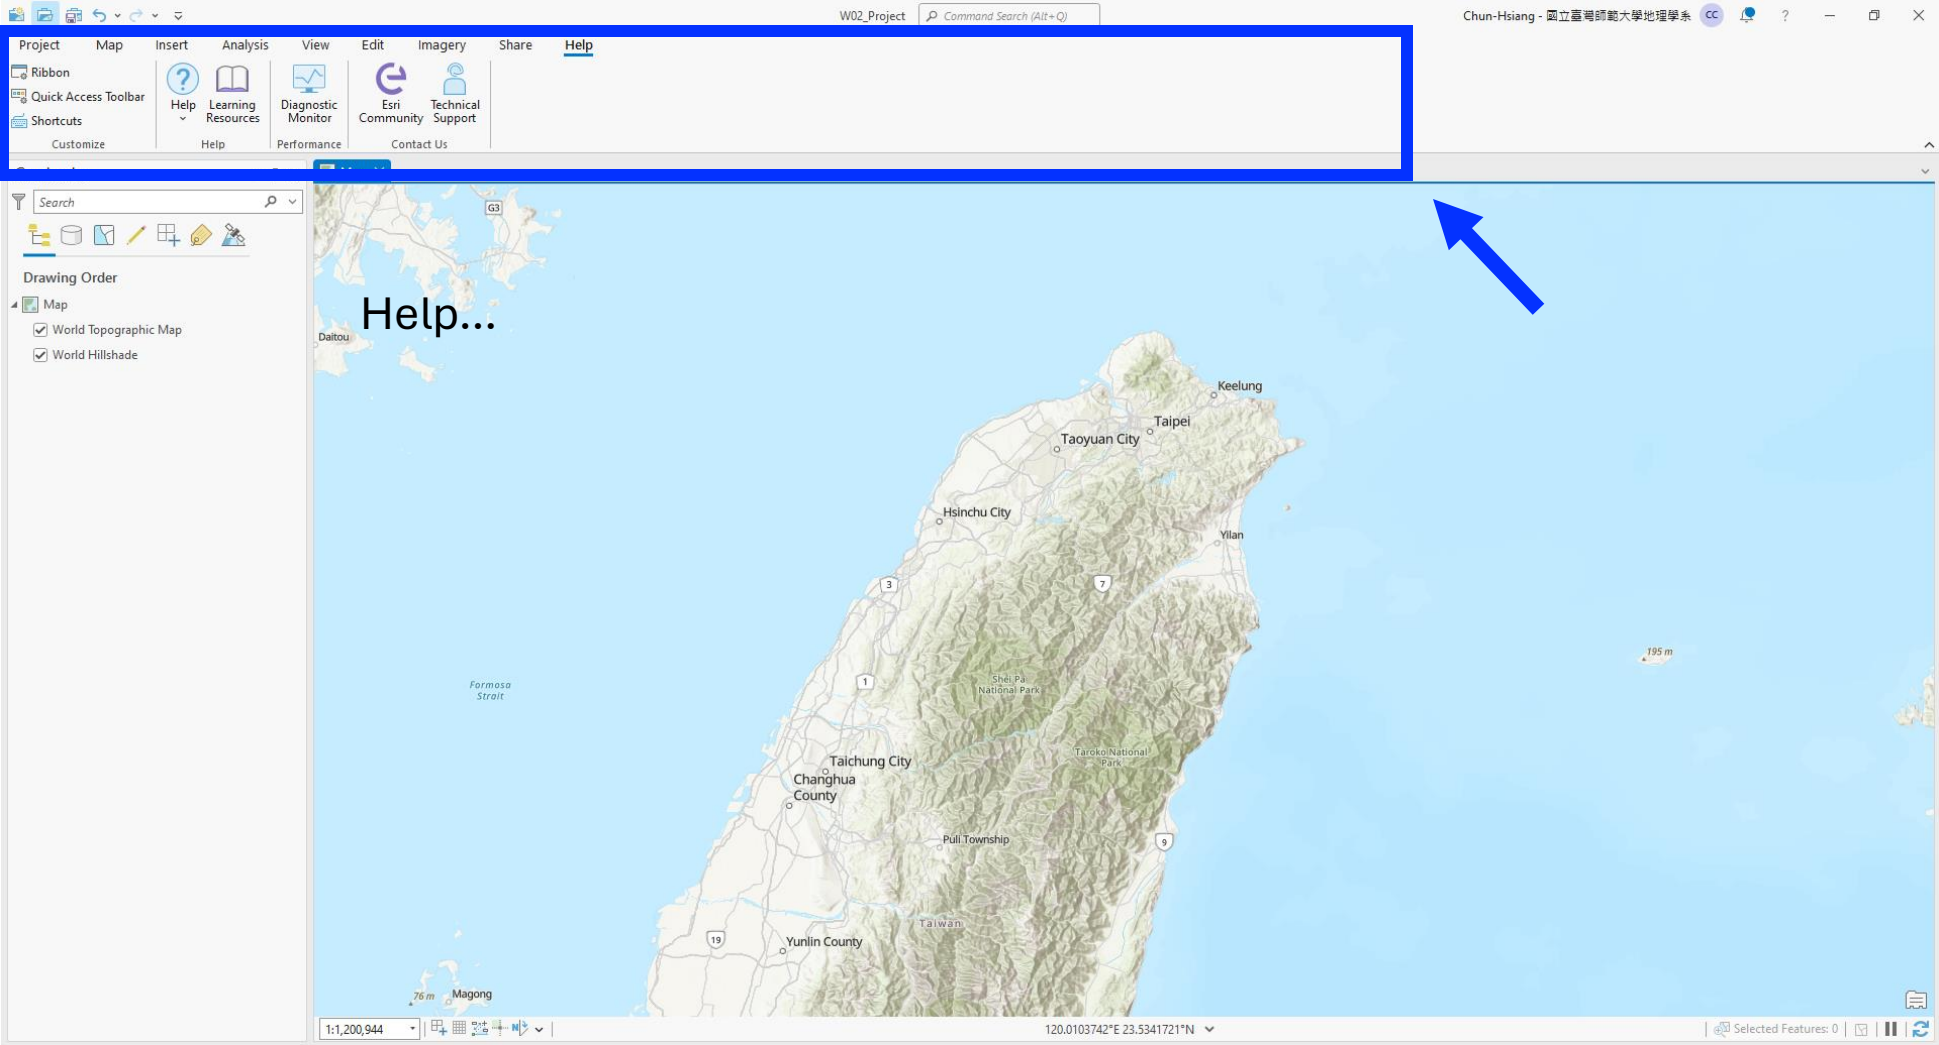 W02_Project
Command Search (Alt+Q)
Chun-Hsiang - 國立臺灣師範大學地理學系
CC
?
Project Map Insert Analysis View Edit Imagery Share Help
Ribbon
Quick Access Toolbar
Shortcuts
Customize
Help
Learning
Resources
Help
Diagnostic
Monitor
Performance
Esri
Community
Technical
Support
Contact Us
Search
Drawing Order
Map
World Topographic Map
World Hillshade
G3
Help...
Daitou
Keelung
Taipei
Taoyuan City
Hsinchu City
Yilan
3
7
195 m
Shei Pa
National Park
1
Formosa
Strait
Taroko National
Park
Taichung City
Changhua
County
Puli Township
9
Taiwan
19
Yunlin County
76 m
Magong
1:1,200,944
120.0103742°E 23.5341721°N
Selected Features: 0